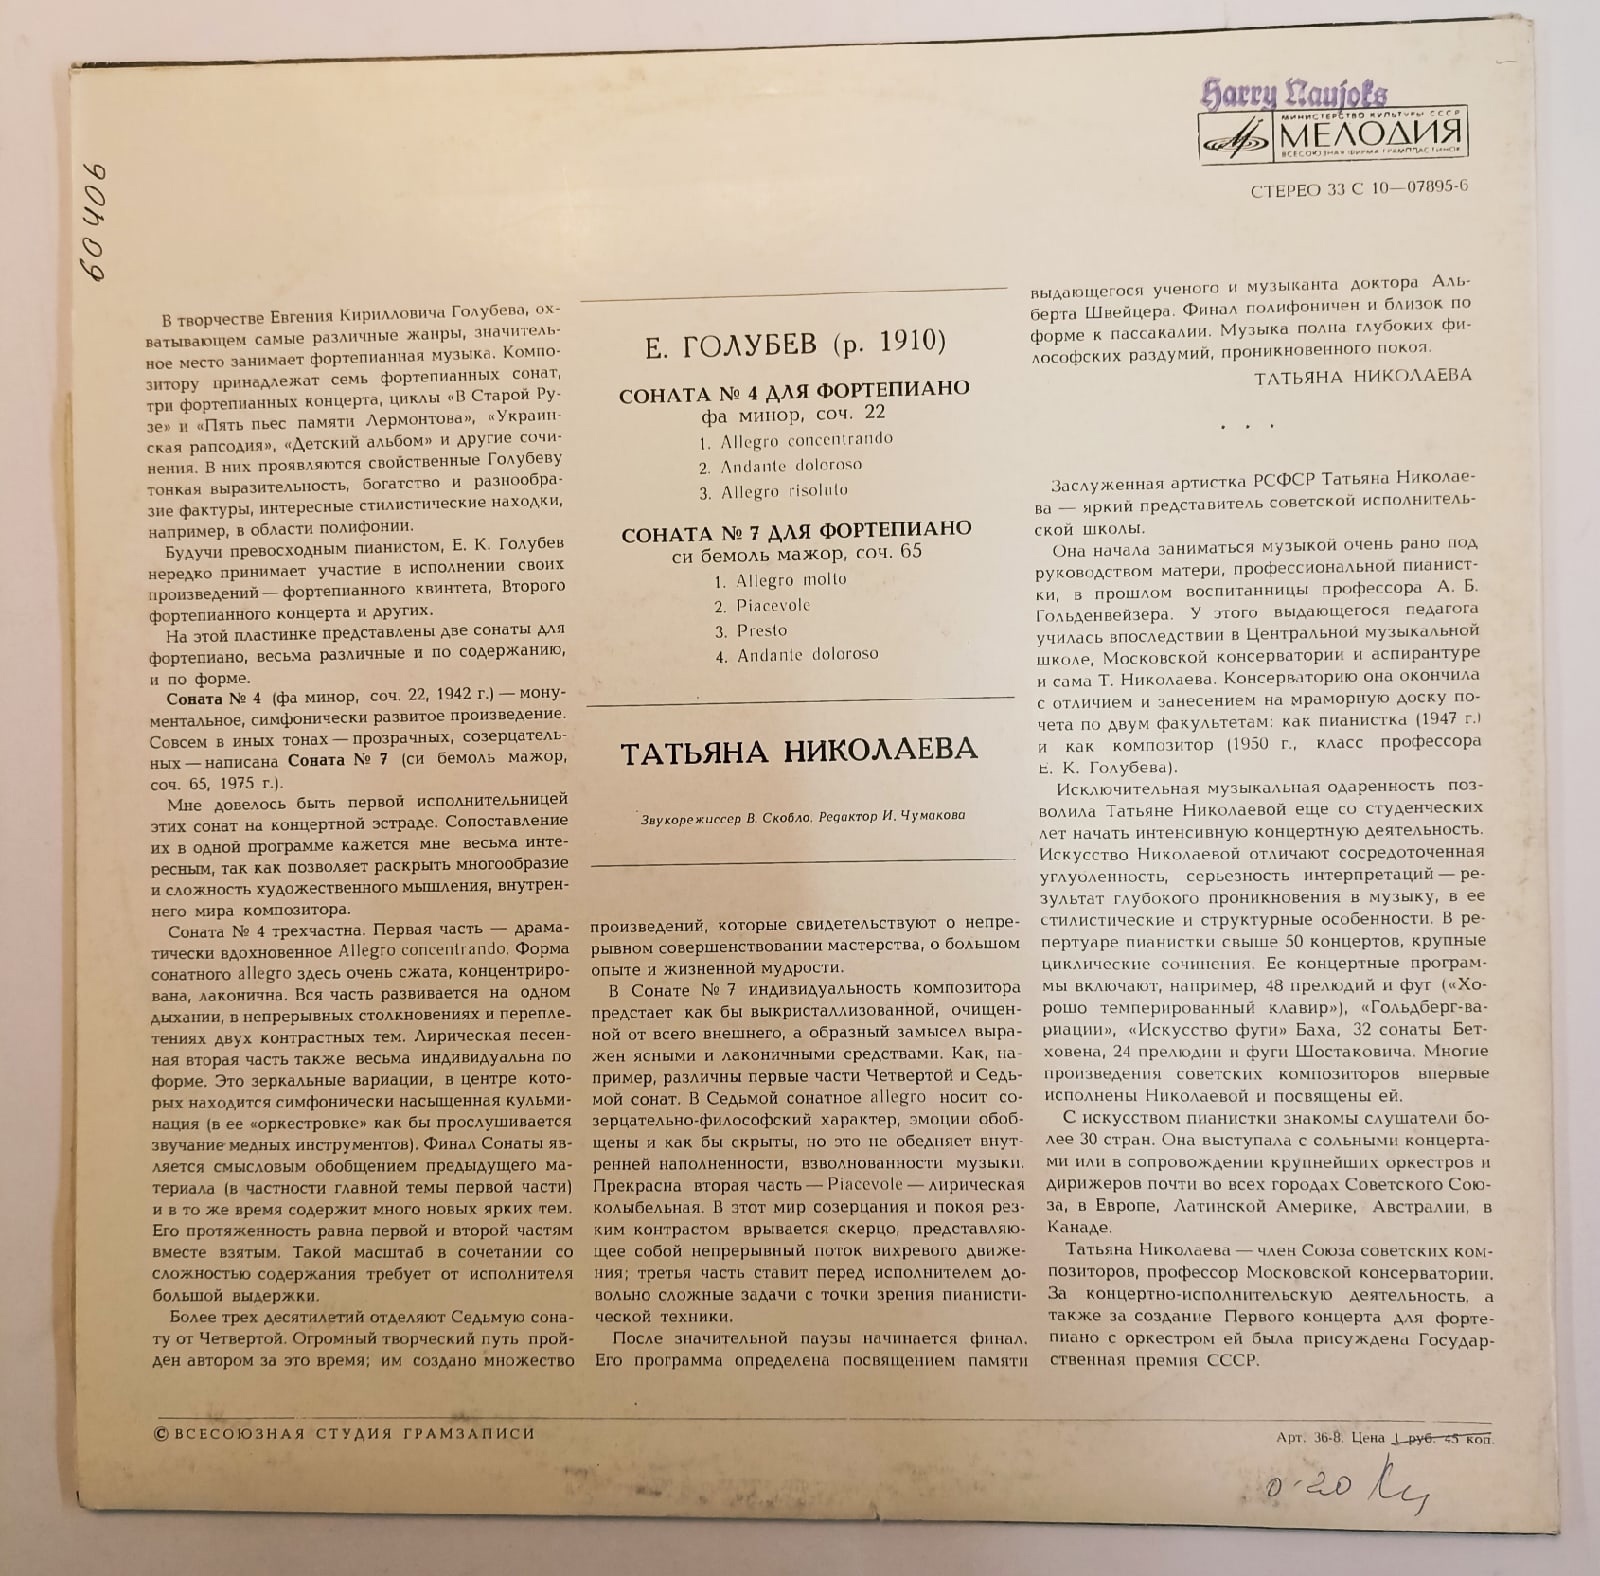 Harry Naujoks
МИНИСТЕРСТВО КУЛЬТУРЫ СССР
МЕЛОДИЯ
ВСЕСОЮЗНАЯ ФИРМА ГРАМПЛАСТИНОК
СТЕРЕО 33 С 10—07895-6
60406
В творчестве Евгения Кирилловича Голубева, ох-
ватывающем самые различные жанры, значитель-
ное место занимает фортепианная музыка. Компо-
зитору принадлежат семь фортепианных сонат,
три фортепианных концерта, циклы «В Старой Ру-
зе» и «Пять пьес памяти Лермонтова», «Украин-
ская рапсодия», «Детский альбом» и другие сочи-
нения. В них проявляются свойственные Голубеву
тонкая выразительность, богатство и разнообра-
зие фактуры, интересные стилистические находки,
например, в области полифонии.
Будучи превосходным пианистом, Е. К. Голубев
нередко принимает участие в исполнении своих
произведений — фортепианного квинтета, Второго
фортепианного концерта и других.
На этой пластинке представлены две сонаты для
фортепиано, весьма различные и по содержанию,
и по форме.
Соната № 4 (фа минор, соч. 22, 1942 г.) — мону-
ментальное, симфонически развитое произведение.
Совсем в иных тонах — прозрачных, созерцатель-
ных — написана Соната № 7 (си бемоль мажор,
соч. 65, 1975 г.).
Мне довелось быть первой исполнительницей
этих сонат на концертной эстраде. Сопоставление
их в одной программе кажется мне весьма инте-
ресным, так как позволяет раскрыть многообразие
и сложность художественного мышления, внутрен-
него мира композитора.
Соната № 4 трехчастна. Первая часть — драма-
тически вдохновенное Allegro concentrando. Форма
сонатного allegro здесь очень сжата, концентриро-
вана, лаконична. Вся часть развивается на одном
дыхании, в непрерывных столкновениях и перепле-
тениях двух контрастных тем. Лирическая песен-
ная вторая часть также весьма индивидуальна по
форме. Это зеркальные вариации, в центре кото-
рых находится симфонически насыщенная кульми-
нация (в ее «оркестровке» как бы прослушивается
звучание медных инструментов). Финал Сонаты яв-
ляется смысловым обобщением предыдущего ма-
териала (в частности главной темы первой части)
и в то же время содержит много новых ярких тем.
Его протяженность равна первой и второй частям
вместе взятым. Такой масштаб в сочетании со
сложностью содержания требует от исполнителя
большой выдержки.
Более трех десятилетий отделяют Седьмую сона-
ту от Четвертой. Огромный творческий путь прой-
ден автором за это время; им создано множество
Е. ГОЛУБЕВ (р. 1910)
СОНАТА № 4 ДЛЯ ФОРТЕПИАНО
фа минор, соч. 22
1. Allegro concentrando
2. Andante doloroso
3. Allegro risoluto
СОНАТА № 7 ДЛЯ ФОРТЕПИАНО
си бемоль мажор, соч. 65
1. Allegro molto
2. Piacevole
3. Presto
4. Andante doloroso
ТАТЬЯНА НИКОЛАЕВА
Звукорежиссер В. Скобло. Редактор И. Чумакова
произведений, которые свидетельствуют о непре-
рывном совершенствовании мастерства, о большом
опыте и жизненной мудрости.
В Сонате № 7 индивидуальность композитора
предстает как бы выкристаллизованной, очищен-
ной от всего внешнего, а образный замысел выра-
жен ясными и лаконичными средствами. Как, на-
пример, различны первые части Четвертой и Седь-
мой сонат. В Седьмой сонатное allegro носит со-
зерцательно-философский характер, эмоции обоб-
щены и как бы скрыты, но это не обедняет внут-
ренней наполненности, взволнованности музыки.
Прекрасна вторая часть — Piacevole — лирическая
колыбельная. В этот мир созерцания и покоя рез-
ким контрастом врывается скерцо, представляю-
щее собой непрерывный поток вихревого движе-
ния; третья часть ставит перед исполнителем до-
вольно сложные задачи с точки зрения пианисти-
ческой техники.
После значительной паузы начинается финал.
Его программа определена посвящением памяти
выдающегося ученого и музыканта доктора Аль-
берта Швейцера. Финал полифоничен и близок по
форме к пассакалии. Музыка полна глубоких фи-
лософских раздумий, проникновенного покоя.
ТАТЬЯНА НИКОЛАЕВА
. . .
Заслуженная артистка РСФСР Татьяна Николае-
ва — яркий представитель советской исполнитель-
ской школы.
Она начала заниматься музыкой очень рано под
руководством матери, профессиональной пианист-
ки, в прошлом воспитанницы профессора А. Б.
Гольденвейзера. У этого выдающегося педагога
училась впоследствии в Центральной музыкальной
школе, Московской консерватории и аспирантуре
и сама Т. Николаева. Консерваторию она окончила
с отличием и занесением на мраморную доску по-
чета по двум факультетам: как пианистка (1947 г.)
и как композитор (1950 г., класс профессора
Е. К. Голубева).
Исключительная музыкальная одаренность поз-
волила Татьяне Николаевой еще со студенческих
лет начать интенсивную концертную деятельность.
Искусство Николаевой отличают сосредоточенная
углубленность, серьезность интерпретаций — ре-
зультат глубокого проникновения в музыку, в ее
стилистические и структурные особенности. В ре-
пертуаре пианистки свыше 50 концертов, крупные
циклические сочинения. Ее концертные програм-
мы включают, например, 48 прелюдий и фуг («Хо-
рошо темперированный клавир»), «Гольдберг-ва-
риации», «Искусство фуги» Баха, 32 сонаты Бет-
ховена, 24 прелюдии и фуги Шостаковича. Многие
произведения советских композиторов впервые
исполнены Николаевой и посвящены ей.
С искусством пианистки знакомы слушатели бо-
лее 30 стран. Она выступала с сольными концерта-
ми или в сопровождении крупнейших оркестров и
дирижеров почти во всех городах Советского Сою-
за, в Европе, Латинской Америке, Австралии, в
Канаде.
Татьяна Николаева — член Союза советских ком-
позиторов, профессор Московской консерватории.
За концертно-исполнительскую деятельность, а
также за создание Первого концерта для форте-
пиано с оркестром ей была присуждена Государ-
ственная премия СССР.
© ВСЕСОЮЗНАЯ СТУДИЯ ГРАМЗАПИСИ
Арт. 36-8. Цена 1 руб. 45 коп.
0-20